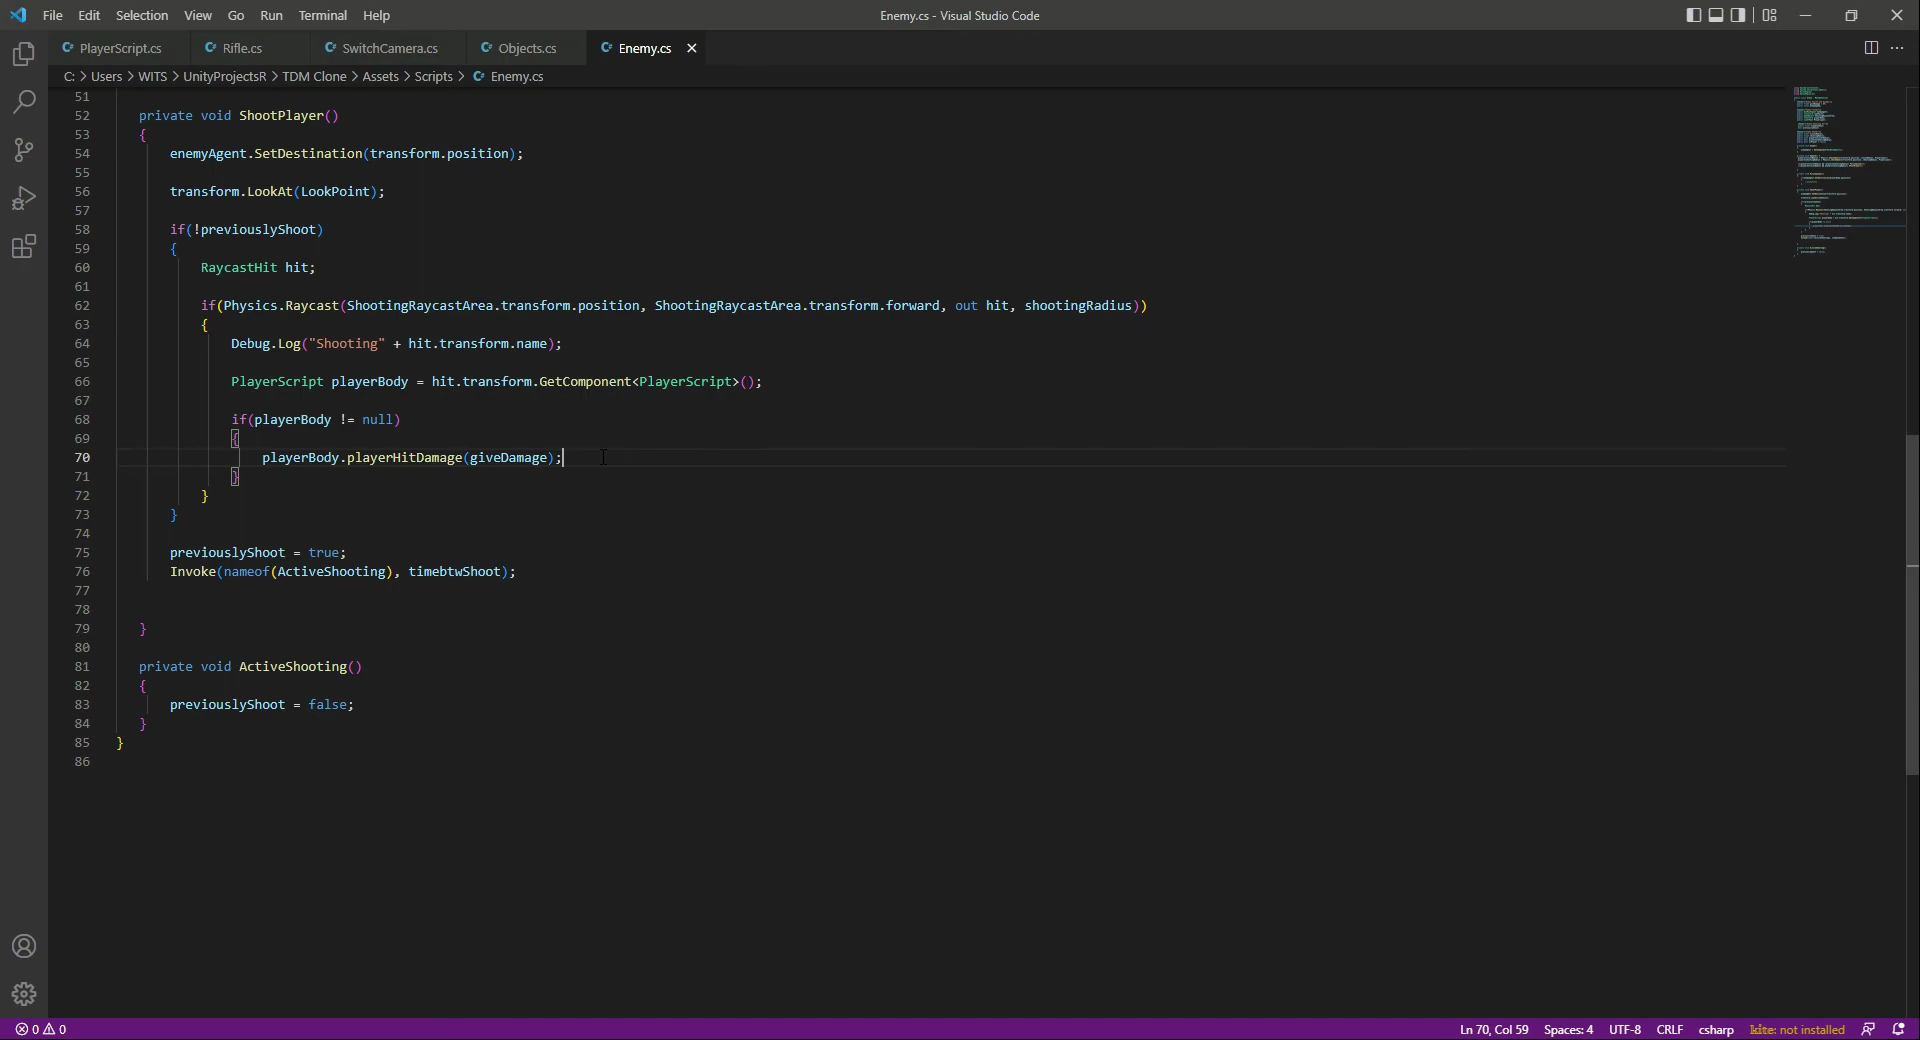 File Edit Selection View Go Run Terminal Help
Enemy.cs - Visual Studio Code
PlayerScript.cs Rifle.cs SwitchCamera.cs Objects.cs Enemy.cs
C: > Users > WITS > UnityProjectsR > TDM Clone > Assets > Scripts > Enemy.cs
51
52 private void ShootPlayer()
53 {
54 enemyAgent.SetDestination(transform.position);
55
56 transform.LookAt(LookPoint);
57
58 if(!previouslyShoot)
59 {
60 RaycastHit hit;
61
62 if(Physics.Raycast(ShootingRaycastArea.transform.position, ShootingRaycastArea.transform.forward, out hit, shootingRadius))
63 {
64 Debug.Log("Shooting" + hit.transform.name);
65
66 PlayerScript playerBody = hit.transform.GetComponent<PlayerScript>();
67
68 if(playerBody != null)
69 {
70 playerBody.playerHitDamage(giveDamage);
71 }
72 }
73 }
74
75 previouslyShoot = true;
76 Invoke(nameof(ActiveShooting), timebtwShoot);
77
78
79 }
80
81 private void ActiveShooting()
82 {
83 previouslyShoot = false;
84 }
85 }
86
0 0
Ln 70, Col 59 Spaces: 4 UTF-8 CRLF csharp kite: not installed